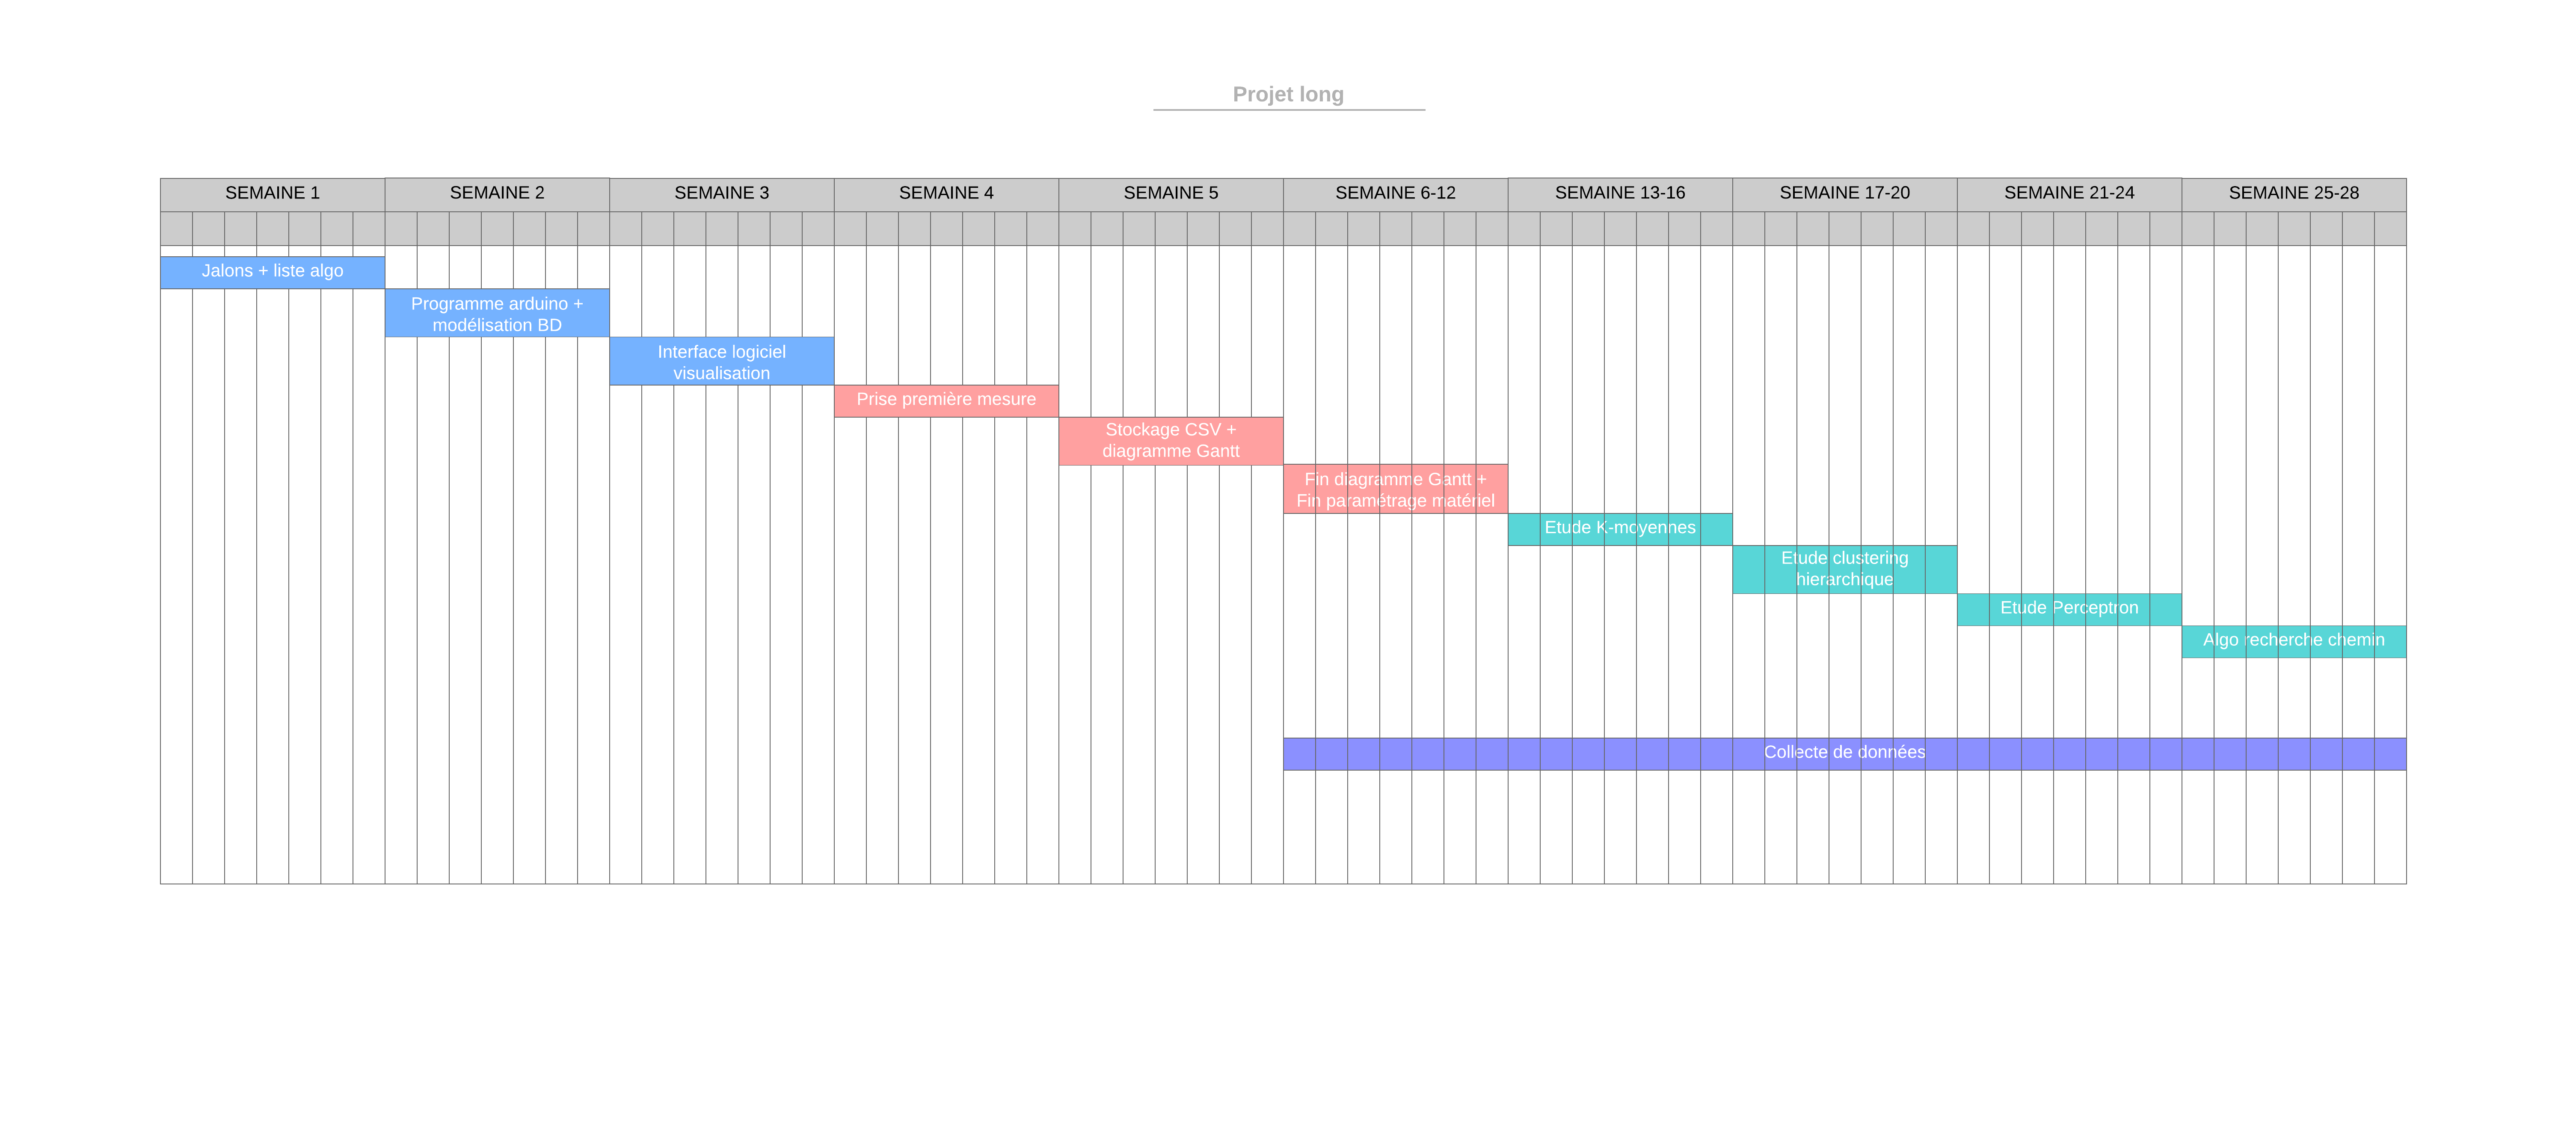 Projet long
SEMAINE 1
SEMAINE 2
SEMAINE 3
SEMAINE 4
SEMAINE 5
SEMAINE 6-12
SEMAINE 13-16
SEMAINE 17-20
SEMAINE 21-24
SEMAINE 25-28
Jalons + liste algo
Programme arduino +
modélisation BD
Interface logiciel
visualisation
Prise première mesure
Stockage CSV +
diagramme Gantt
Fin diagramme Gantt +
Fin paramétrage matériel
Etude K-moyennes
Etude clustering
hierarchique
Etude Perceptron
Algo recherche chemin
Collecte de données